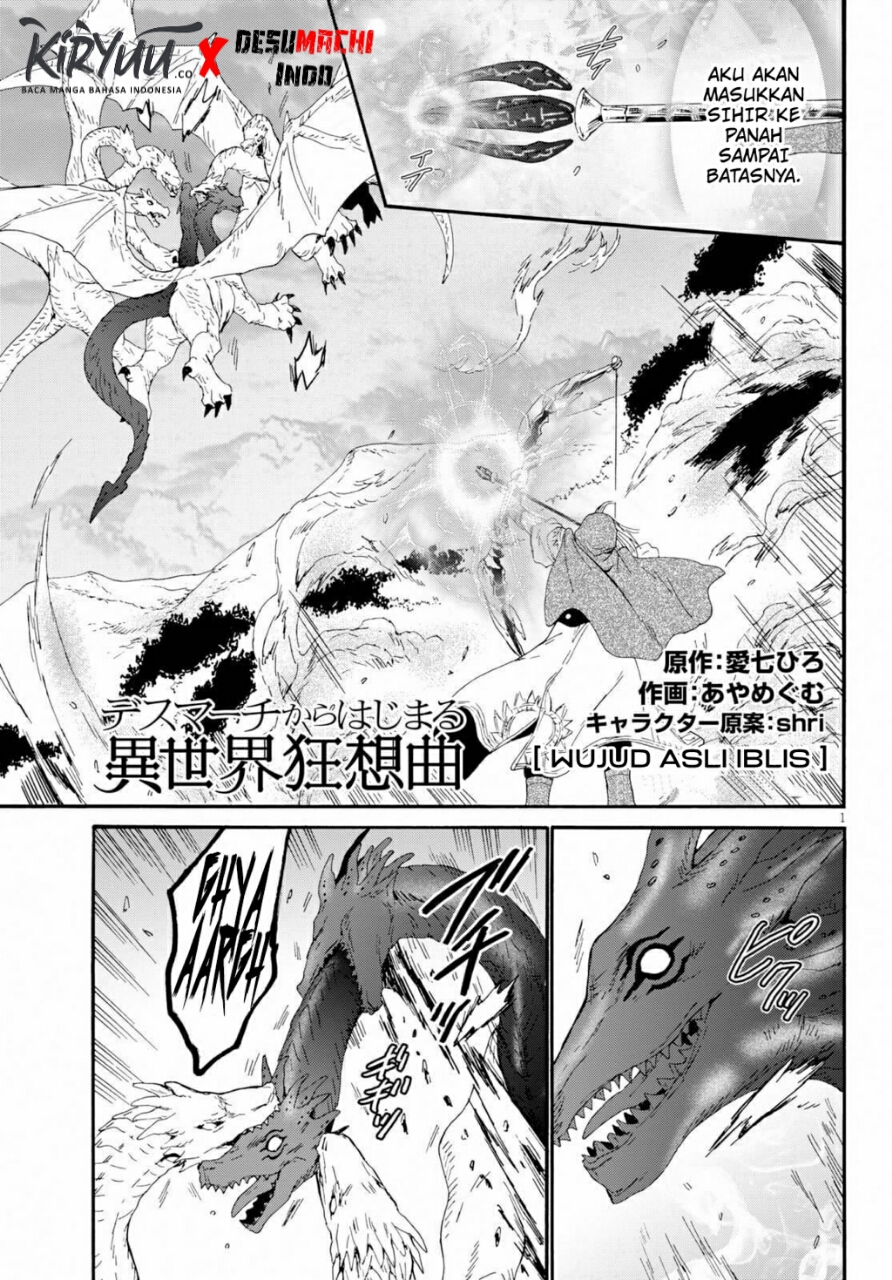 KiRYUU.co
BACA MANGA BAHASA INDONESIA
X
DESUMACHI
INDO
AKU AKAN
MASUKKAN
SIHIR KE
PANAH
SAMPAI
BATASNYA.
原作：愛七ひろ
作画：あやめぐむ
キャラクター原案：shri
デスマーチからはじまる
異世界狂想曲
[ WUJUD ASLI IBLIS ]
1
ピクッ
GHYA
AARGH